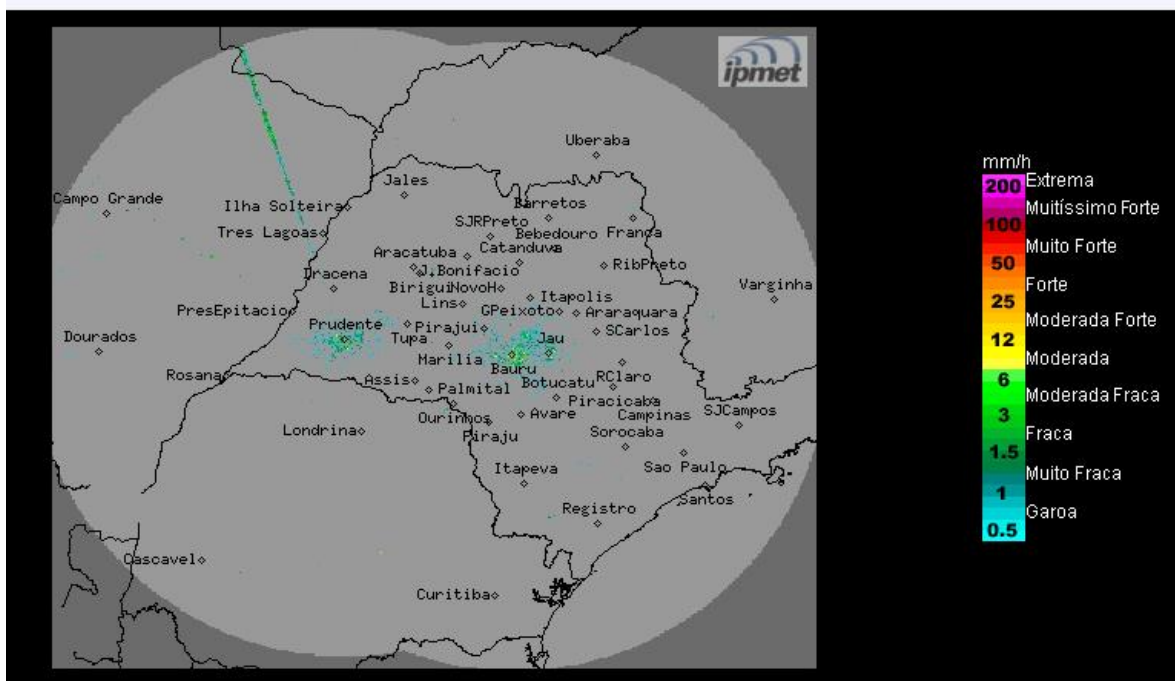 ipmet
Uberaba
Jales
Campo Grande
Ilha Solteira
Barretos
SJRPreto
Tres Lagoas
Bebedouro
Franca
Catanduva
Aracatuba
RibPreto
J.Bonifacio
Dracena
Birigui
NovoH
Varginha
Itapolis
Lins
PresEpitacio
GPeixoto
Araraquara
Prudente
Pirajui
SCarlos
Dourados
Tupa
Jau
Marilia
Bauru
Rosana
Assis
RClaro
Botucatu
Palmital
Piracicaba
Ourinhos
Avare
Campinas
SJCampos
Londrina
Piraju
Sorocaba
Itapeva
Sao Paulo
Santos
Registro
Cascavel
Curitiba
mm/h
200
Extrema
Muitíssimo Forte
100
Muito Forte
50
Forte
25
Moderada Forte
12
Moderada
6
Moderada Fraca
3
Fraca
1.5
Muito Fraca
1
Garoa
0.5